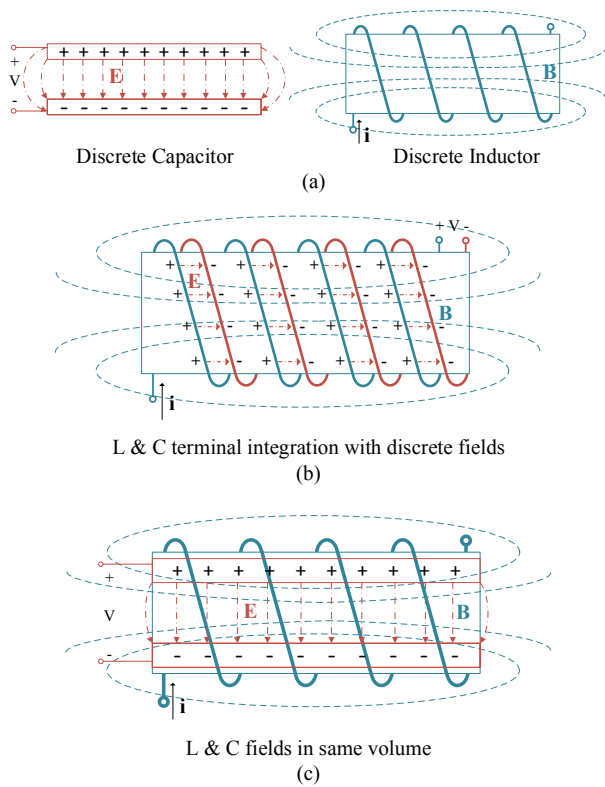 + + + + + + + + +
+
V
-
E
- - - - - - - - -
B
i
Discrete Capacitor
Discrete Inductor
(a)
+ V -
+ - + - + - + -
E
+ - + - + - + -
B
+ - + - + - + -
+ - + - + - + -
i
L & C terminal integration with discrete fields
(b)
+ + + + + + + + + +
+
V
E
B
-
- - - - - - - - - -
i
L & C fields in same volume
(c)